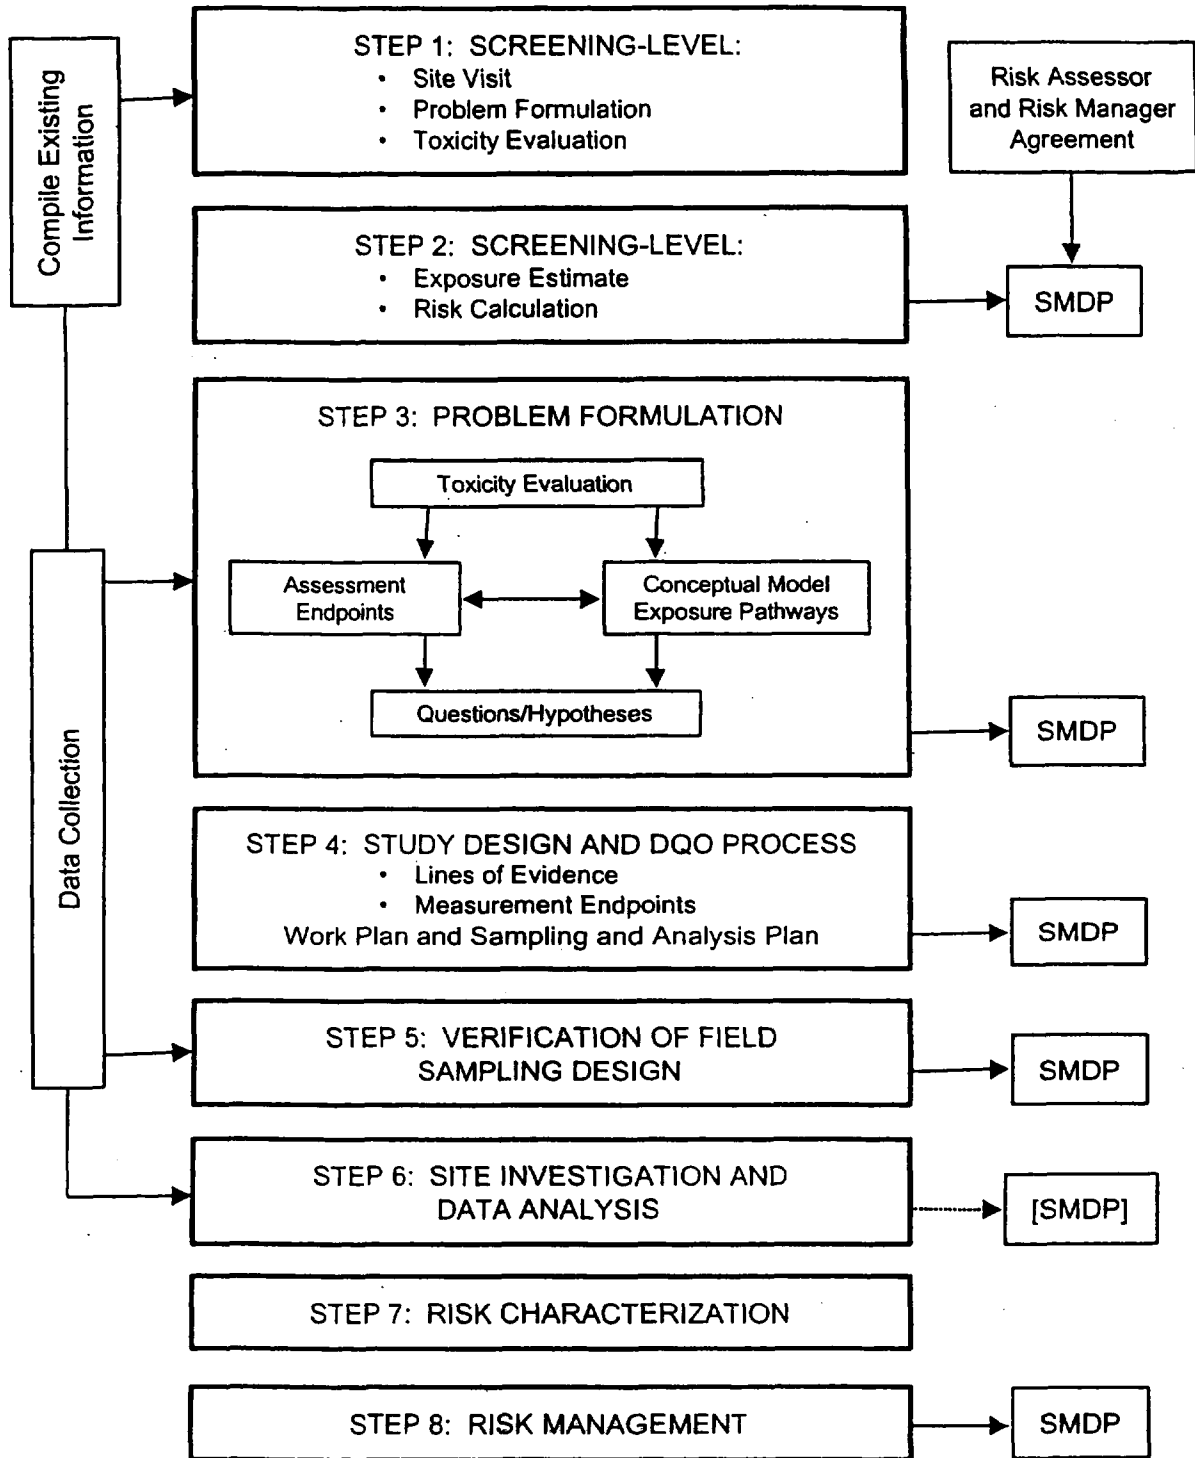 Compile Existing
Information
STEP 1: SCREENING-LEVEL:
• Site Visit
• Problem Formulation
• Toxicity Evaluation
Risk Assessor
and Risk Manager
Agreement
STEP 2: SCREENING-LEVEL:
• Exposure Estimate
• Risk Calculation
SMDP
Data Collection
STEP 3: PROBLEM FORMULATION
Toxicity Evaluation
Assessment
Endpoints
Conceptual Model
Exposure Pathways
Questions/Hypotheses
SMDP
STEP 4: STUDY DESIGN AND DQO PROCESS
• Lines of Evidence
• Measurement Endpoints
Work Plan and Sampling and Analysis Plan
SMDP
STEP 5: VERIFICATION OF FIELD
SAMPLING DESIGN
SMDP
STEP 6: SITE INVESTIGATION AND
DATA ANALYSIS
[SMDP]
STEP 7: RISK CHARACTERIZATION
STEP 8: RISK MANAGEMENT
SMDP